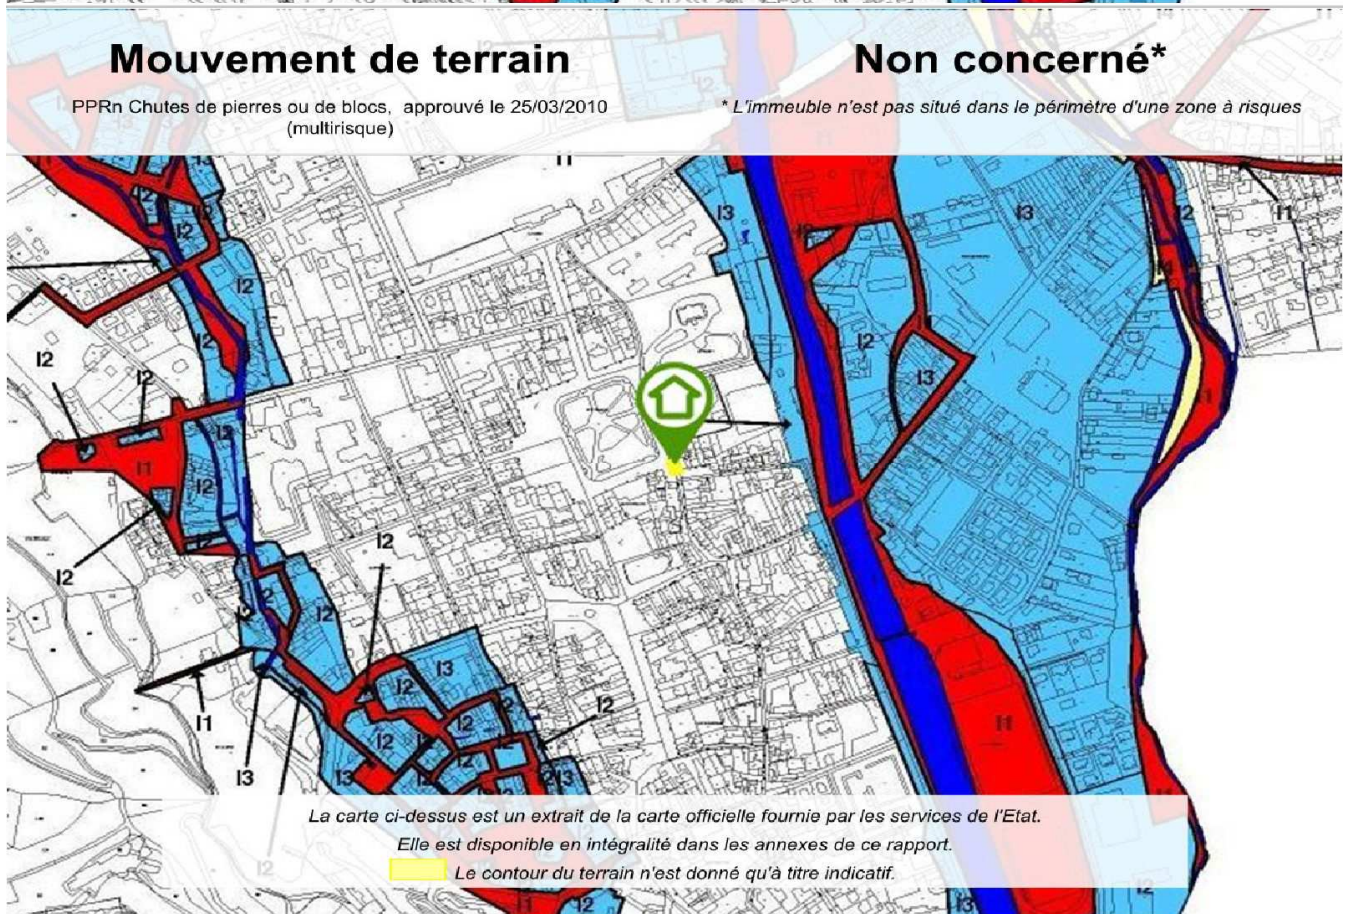 Mouvement de terrain
Non concerné*
PPRn Chutes de pierres ou de blocs, approuvé le 25/03/2010
(multirisque)
* L'immeuble n'est pas situé dans le périmètre d'une zone à risques
I1
I2
I3
I3
I1
I2
I2
I2
I2
I2
I2
I2
I3
I2
I3
I1
I2
I2
I2
I2
I2
I3
I2
I2
I2
I1
I1
I2
I3
I3
La carte ci-dessus est un extrait de la carte officielle fournie par les services de l'Etat.
Elle est disponible en intégralité dans les annexes de ce rapport.
Le contour du terrain n'est donné qu'à titre indicatif.
I2
I1
I2
I3